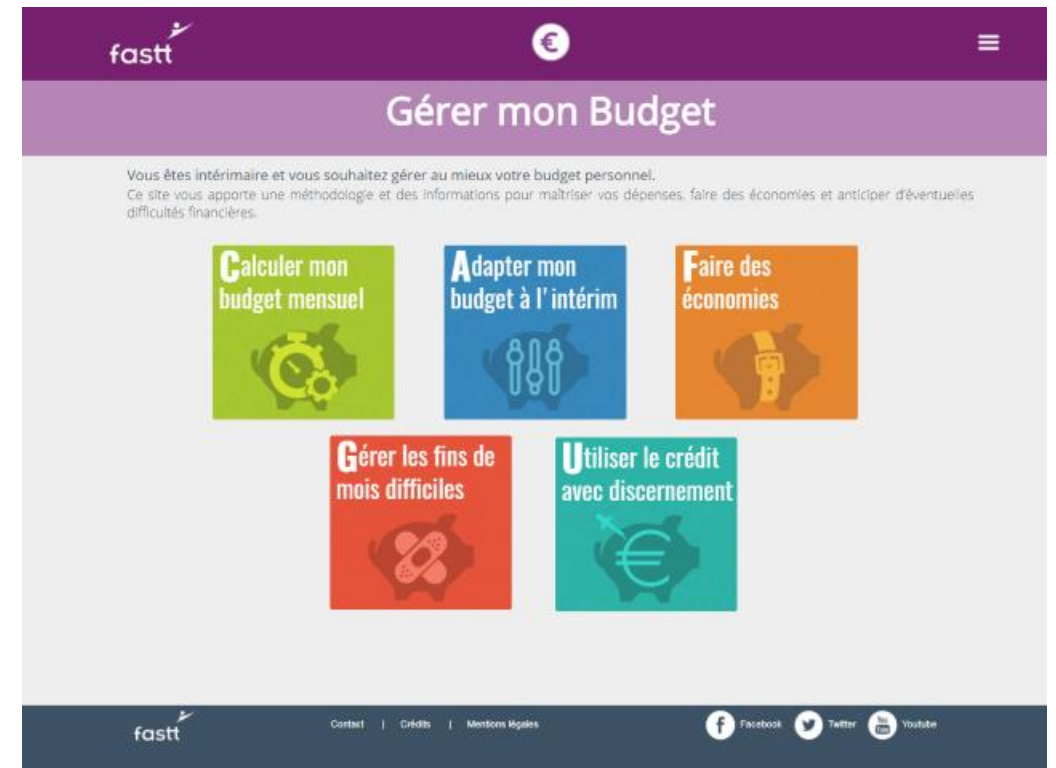 fastt
€
Gérer mon Budget
Vous êtes intérimaire et vous souhaitez gérer au mieux votre budget personnel.
Ce site vous apporte une méthodologie et des informations pour maîtriser vos dépenses, faire des économies et anticiper d'éventuelles
difficultés financières.
Calculer mon
budget mensuel
Adapter mon
budget à l'intérim
Faire des
économies
Gérer les fins de
mois difficiles
Utiliser le crédit
avec discernement
€
fastt
Contact | Crédits | Mentions légales
f Facebook Twitter You Tube Youtube